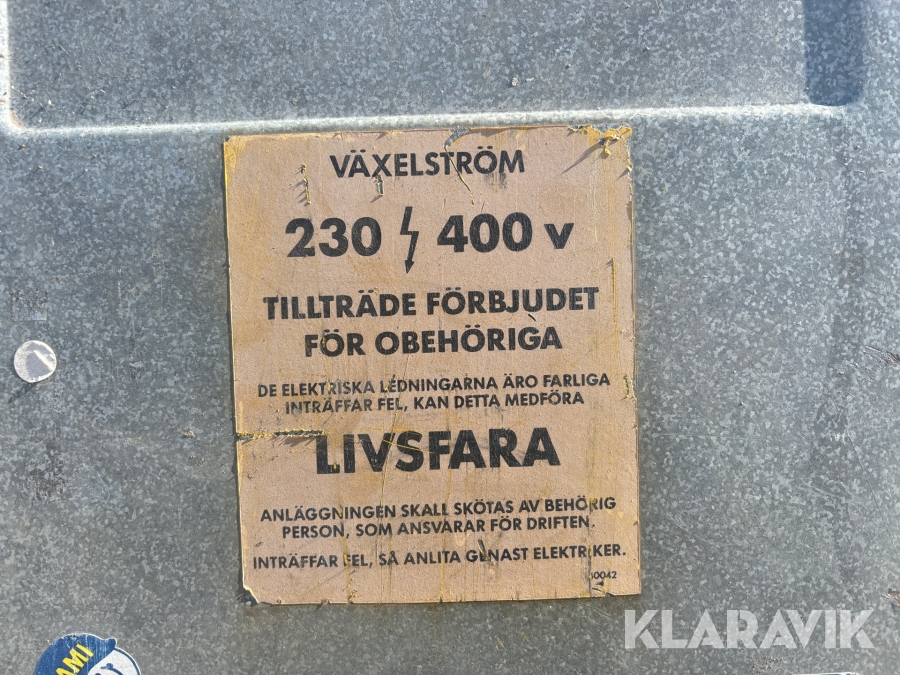 VÄXELSTRÖM
230 400 V
TILLTRÄDE FÖRBJUDET
FÖR OBEHÖRIGA
DE ELEKTRISKA LEDNINGARNA ÄRO FARLIGA
INTRÄFFAR FEL, KAN DETTA MEDFÖRA
LIVSFARA
ANLÄGGNINGEN SKALL SKÖTAS AV BEHÖRIG
PERSON, SOM ANSVARAR FÖR DRIFTEN.
INTRÄFFAR FEL, SÅ ANLITA GENAST ELEKTRIKER.
KLARAVIK